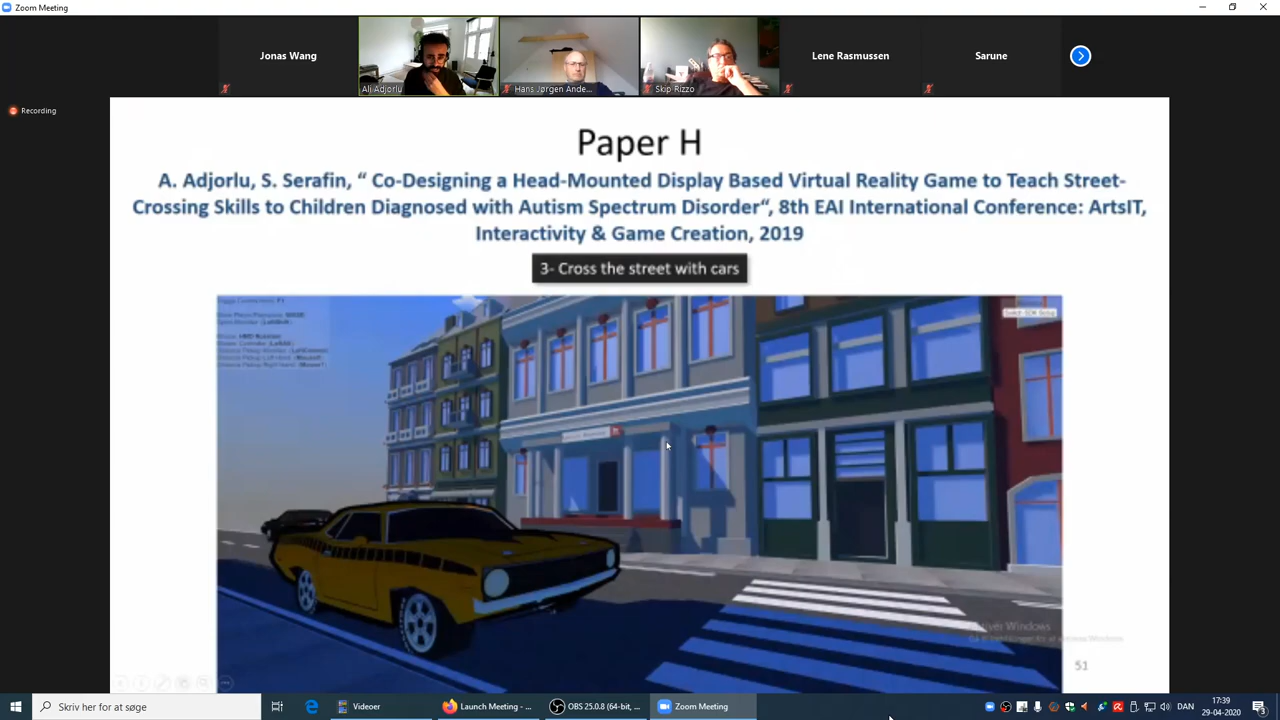 Zoom Meeting
Jonas Wang
Ali Adjorlu
Hans Jørgen Ande...
Skip Rizzo
Lene Rasmussen
Sarune
Recording
Paper H
A. Adjorlu, S. Serafin, “ Co-Designing a Head-Mounted Display Based Virtual Reality Game to Teach Street-
Crossing Skills to Children Diagnosed with Autism Spectrum Disorder“, 8th EAI International Conference: ArtsIT,
Interactivity & Game Creation, 2019
3- Cross the street with cars
Switch SDK Setup
Windows
51
Skriv her for at søge
Videoer
Launch Meeting - ...
OBS 25.0.8 (64-bit, ...
Zoom Meeting
DAN
17:39
29-04-2020